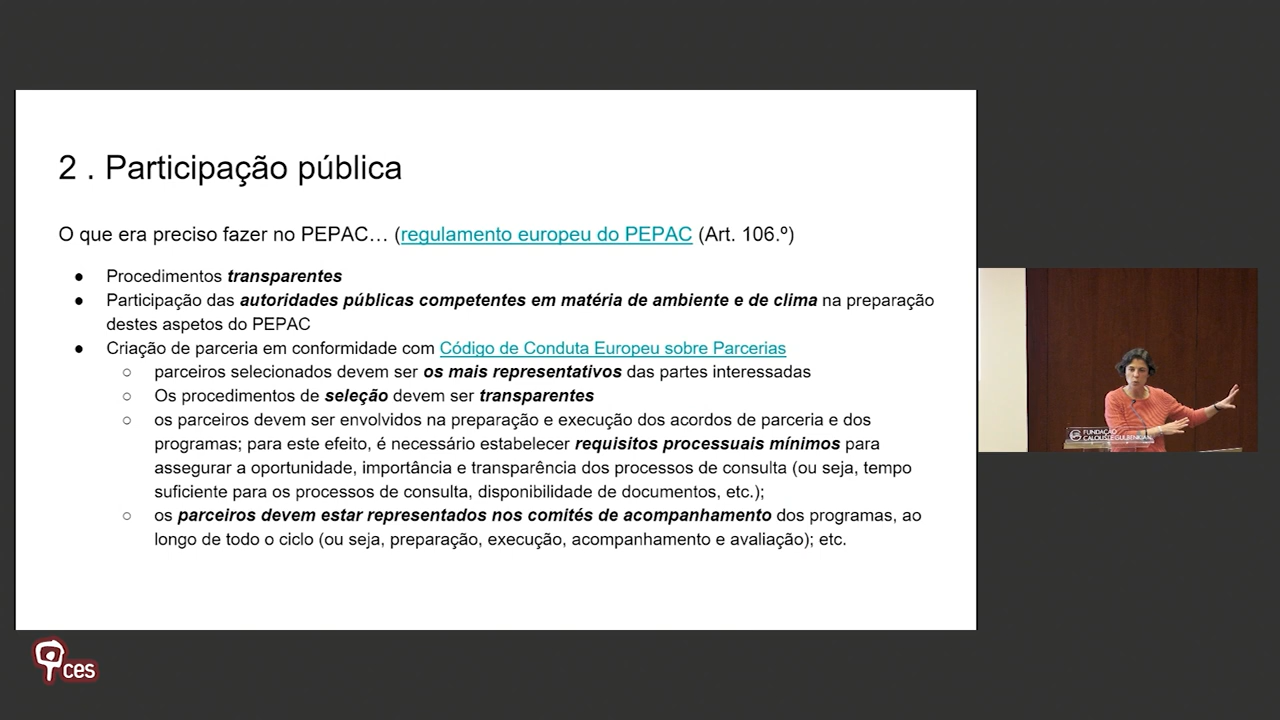 2 . Participação pública
O que era preciso fazer no PEPAC… (regulamento europeu do PEPAC (Art. 106.º)
● Procedimentos transparentes
● Participação das autoridades públicas competentes em matéria de ambiente e de clima na preparação
destes aspetos do PEPAC
● Criação de parceria em conformidade com Código de Conduta Europeu sobre Parcerias
○ parceiros selecionados devem ser os mais representativos das partes interessadas
○ Os procedimentos de seleção devem ser transparentes
○ os parceiros devem ser envolvidos na preparação e execução dos acordos de parceria e dos
programas; para este efeito, é necessário estabelecer requisitos processuais mínimos para
assegurar a oportunidade, importância e transparência dos processos de consulta (ou seja, tempo
suficiente para os processos de consulta, disponibilidade de documentos, etc.);
○ os parceiros devem estar representados nos comités de acompanhamento dos programas, ao
longo de todo o ciclo (ou seja, preparação, execução, acompanhamento e avaliação); etc.
FUNDAÇÃO
CALOUSTE GULBENKIAN
ces